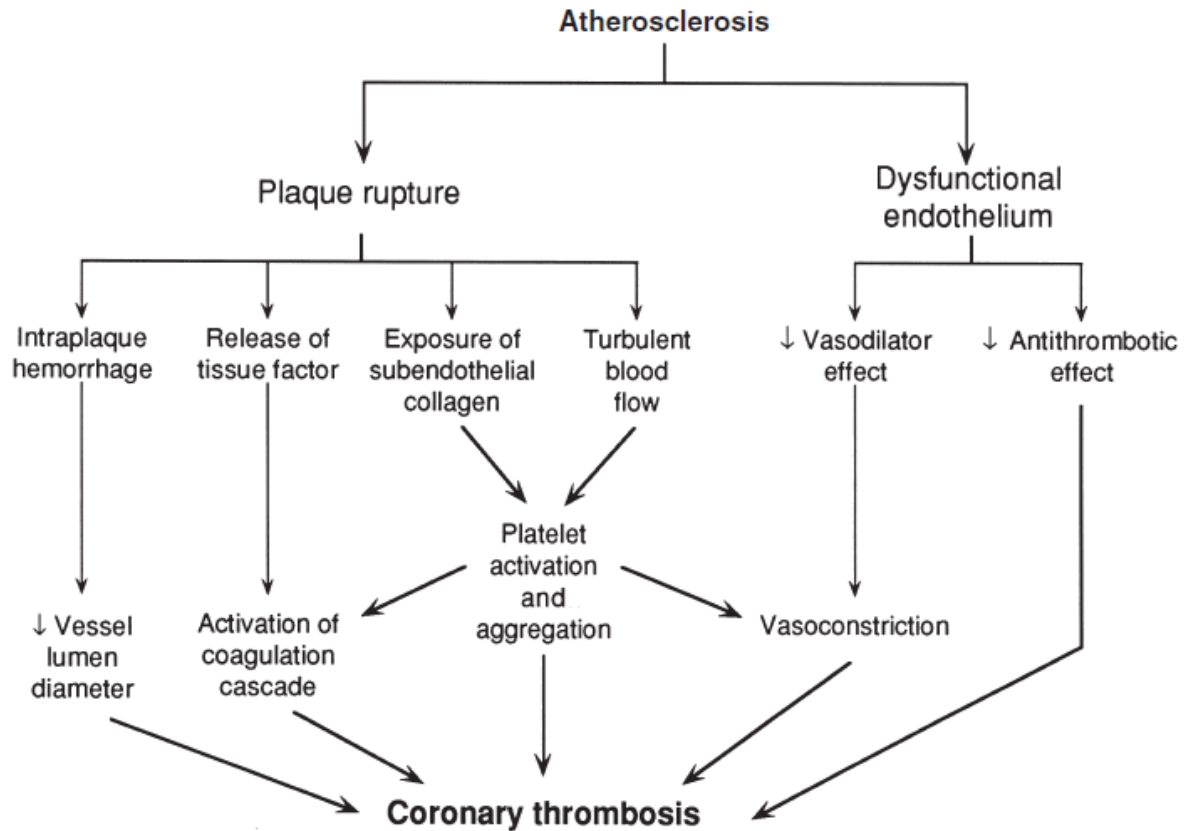 Atherosclerosis
Plaque rupture
Dysfunctional
endothelium
Intraplaque
hemorrhage
Release of
tissue factor
Exposure of
subendothelial
collagen
Turbulent
blood
flow
↓ Vasodilator
effect
↓ Antithrombotic
effect
Platelet
activation
and
aggregation
↓ Vessel
lumen
diameter
Activation of
coagulation
cascade
Vasoconstriction
Coronary thrombosis